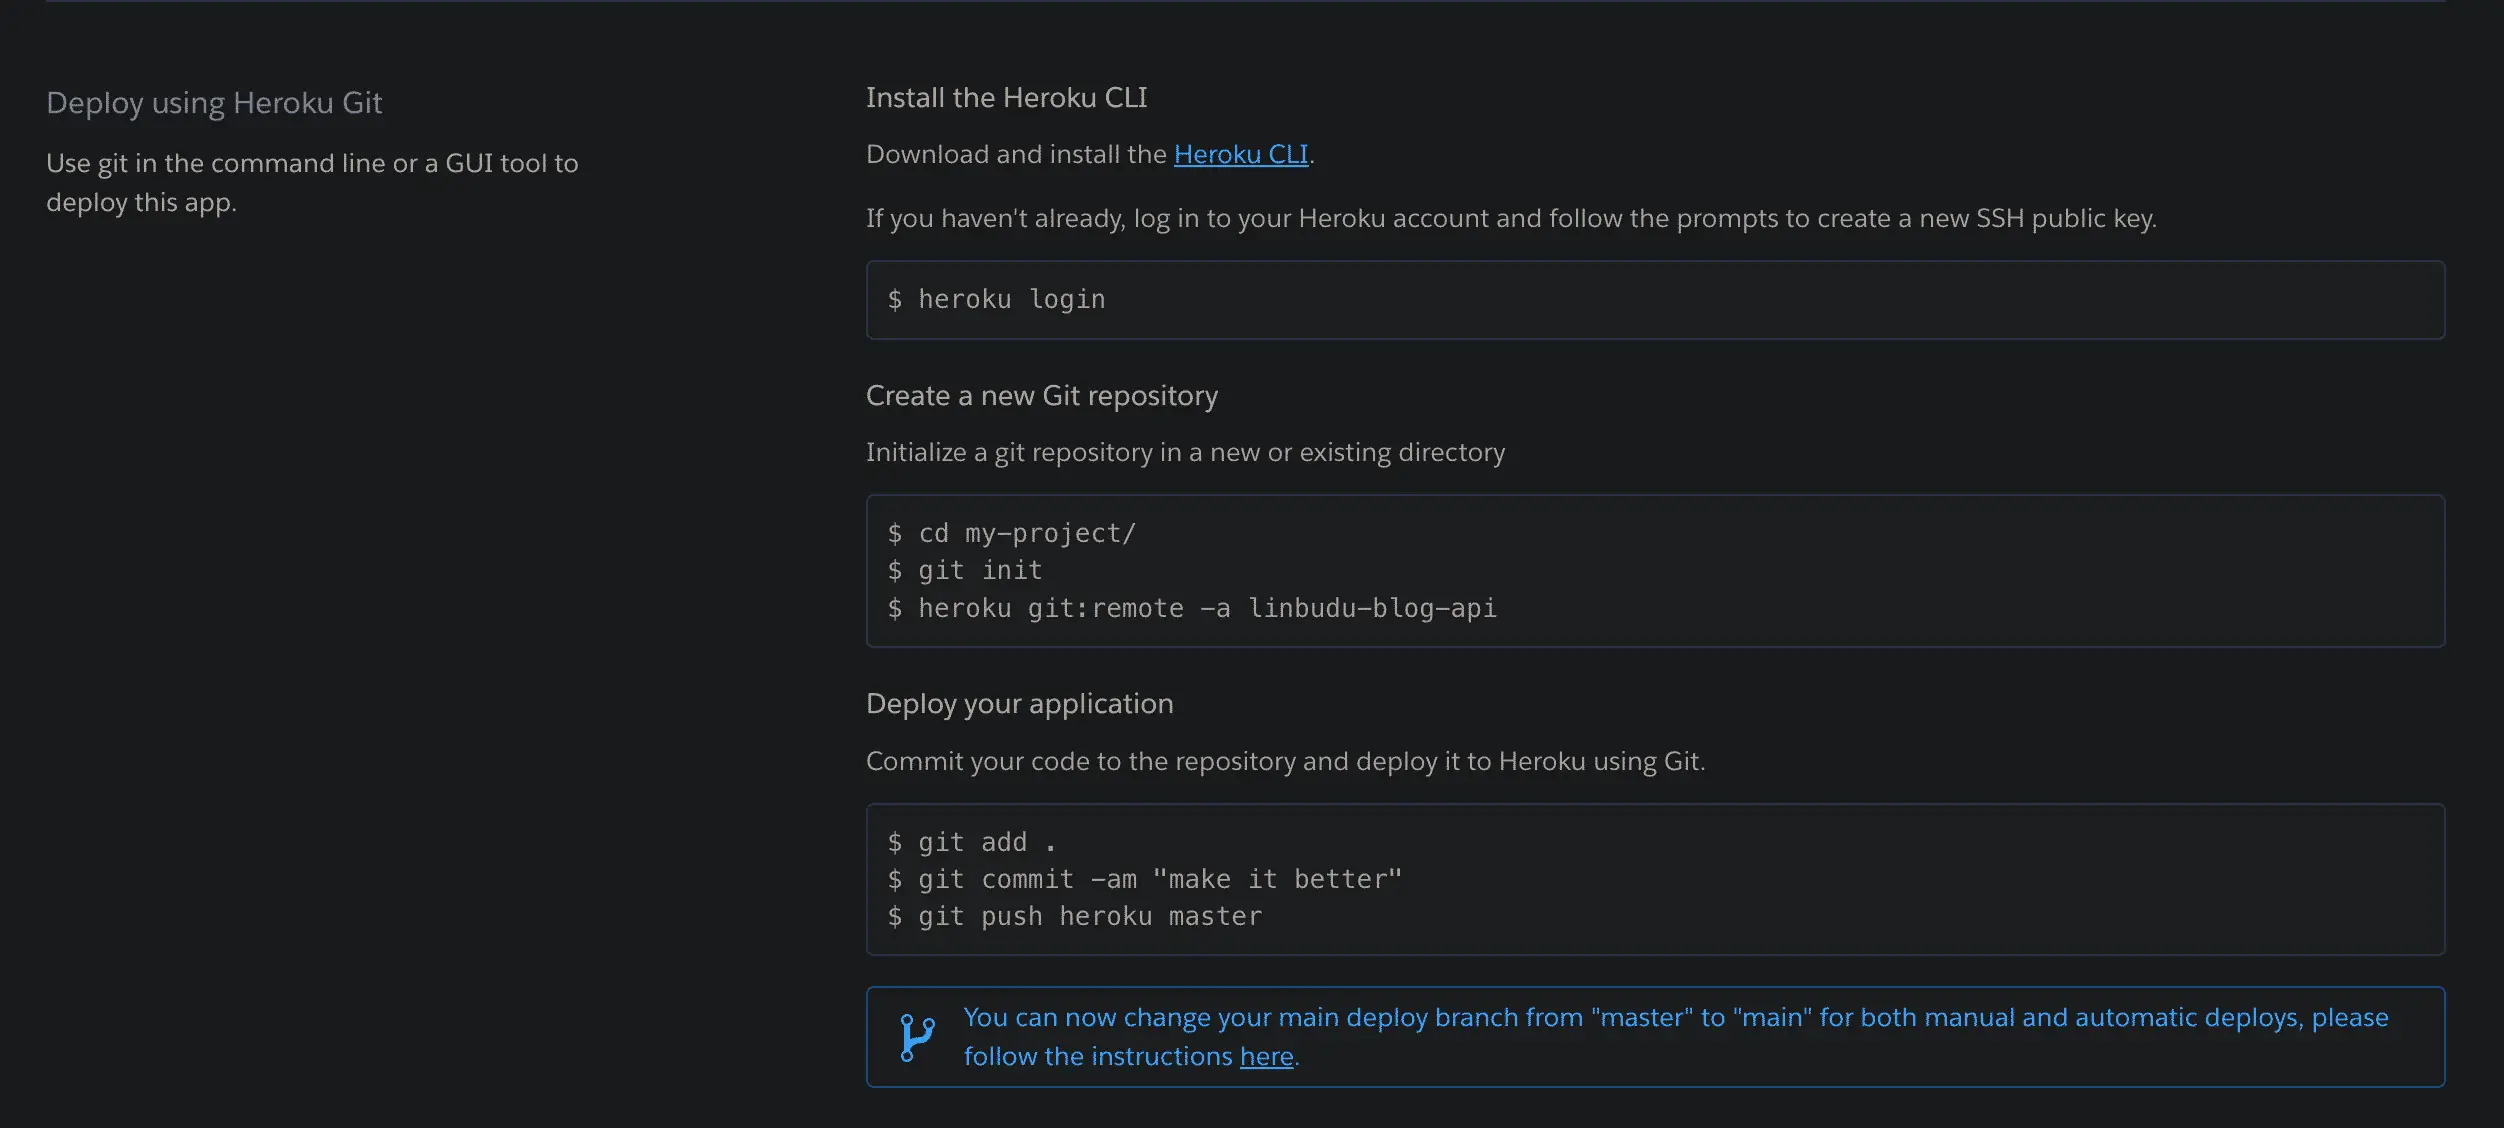 Deploy using Heroku Git
Use git in the command line or a GUI tool to
deploy this app.
Install the Heroku CLI
Download and install the Heroku CLI.
If you haven't already, log in to your Heroku account and follow the prompts to create a new SSH public key.
$ heroku login
Create a new Git repository
Initialize a git repository in a new or existing directory
$ cd my-project/
$ git init
$ heroku git:remote -a linbudu-blog-api
Deploy your application
Commit your code to the repository and deploy it to Heroku using Git.
$ git add .
$ git commit -am "make it better"
$ git push heroku master
You can now change your main deploy branch from "master" to "main" for both manual and automatic deploys, please
follow the instructions here.